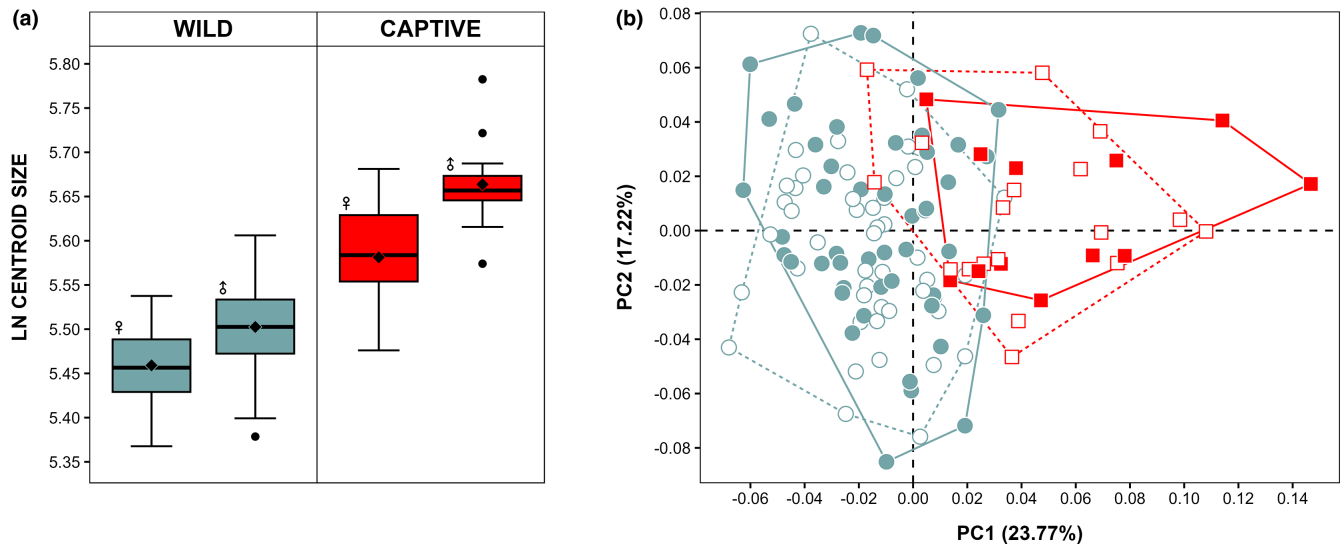 (a)
WILD
CAPTIVE
LN CENTROID SIZE
5.80
5.75
5.70
5.65
5.60
5.55
5.50
5.45
5.40
5.35
♀
♂
♀
♂
(b)
PC2 (17.22%)
0.08
0.06
0.04
0.02
0.00
-0.02
-0.04
-0.06
-0.08
-0.06 -0.04 -0.02 0.00 0.02 0.04 0.06 0.08 0.10 0.12 0.14
PC1 (23.77%)